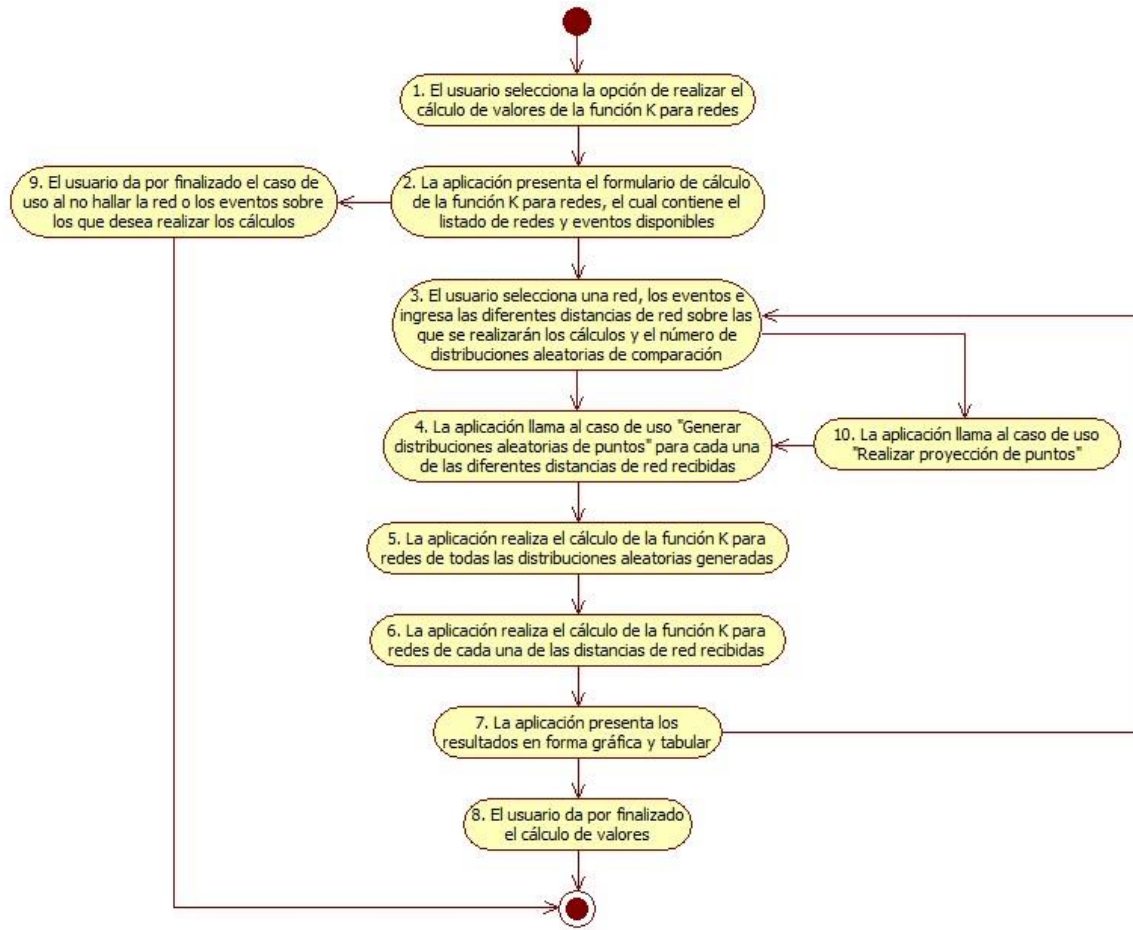 1. El usuario selecciona la opción de realizar el
cálculo de valores de la función K para redes
9. El usuario da por finalizado el caso de
uso al no hallar la red o los eventos sobre
los que desea realizar los cálculos
2. La aplicación presenta el formulario de cálculo
de la función K para redes, el cual contiene el
listado de redes y eventos disponibles
3. El usuario selecciona una red, los eventos e
ingresa las diferentes distancias de red sobre las
que se realizarán los cálculos y el número de
distribuciones aleatorias de comparación
4. La aplicación llama al caso de uso "Generar
distribuciones aleatorias de puntos" para cada una
de las diferentes distancias de red recibidas
10. La aplicación llama al caso de uso
"Realizar proyección de puntos"
5. La aplicación realiza el cálculo de la función K para
redes de todas las distribuciones aleatorias generadas
6. La aplicación realiza el cálculo de la función K para
redes de cada una de las distancias de red recibidas
7. La aplicación presenta los
resultados en forma gráfica y tabular
8. El usuario da por finalizado
el cálculo de valores